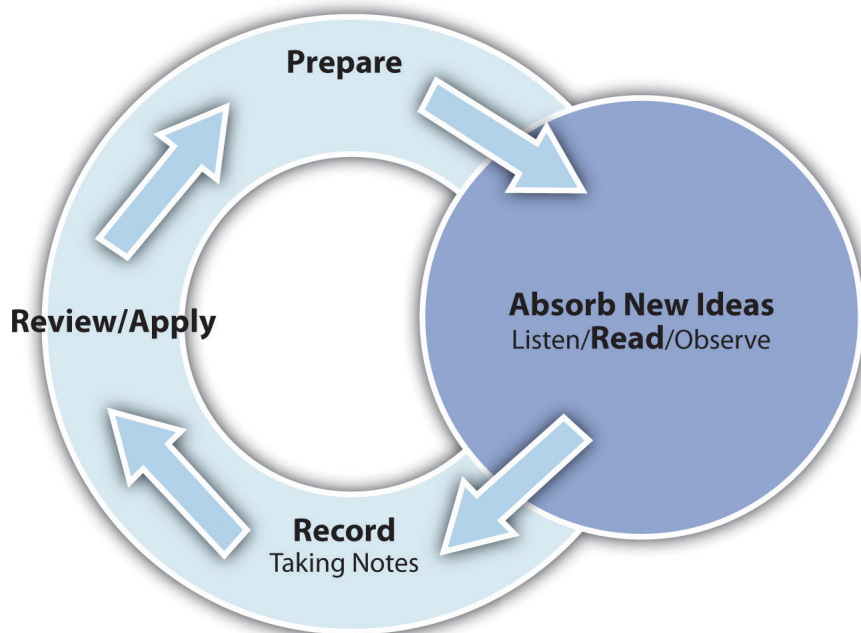 Prepare
Absorb New Ideas
Listen/Read/Observe
Review/Apply
Record
Taking Notes